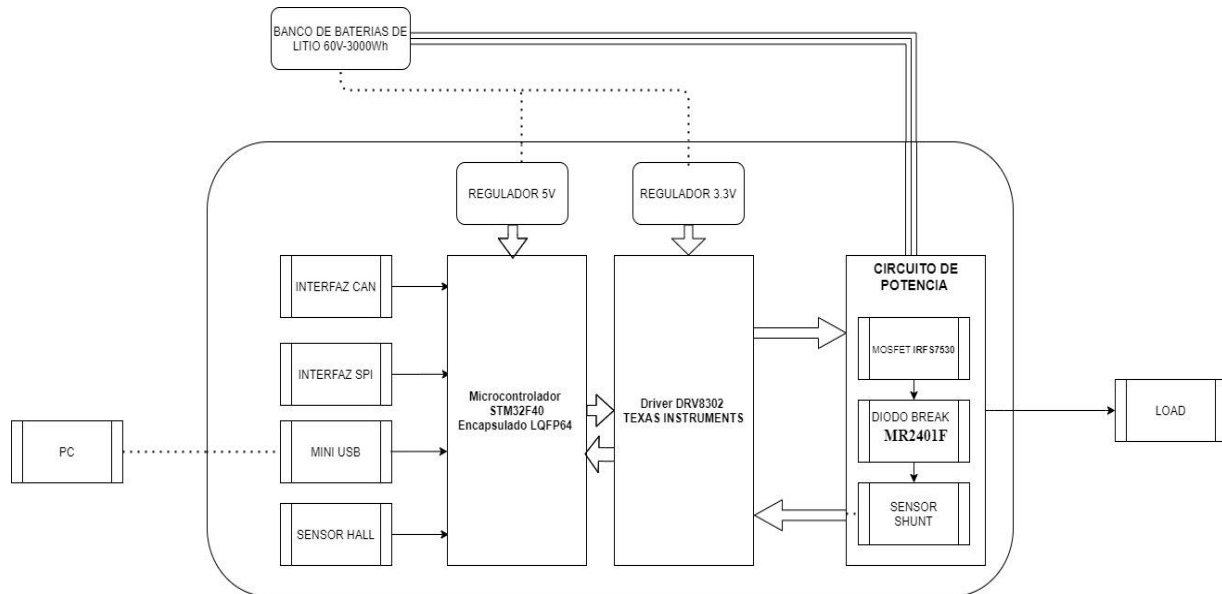 BANCO DE BATERIAS DE
LITIO 60V-3000Wh
REGULADOR 5V
REGULADOR 3.3V
INTERFAZ CAN
INTERFAZ SPI
MINI USB
SENSOR HALL
PC
Microcontrolador
STM32F40
Encapsulado LQFP64
Driver DRV8302
TEXAS INSTRUMENTS
CIRCUITO DE
POTENCIA
MOSFET IRFS7530
DIODO BREAK
MR2401F
SENSOR
SHUNT
LOAD